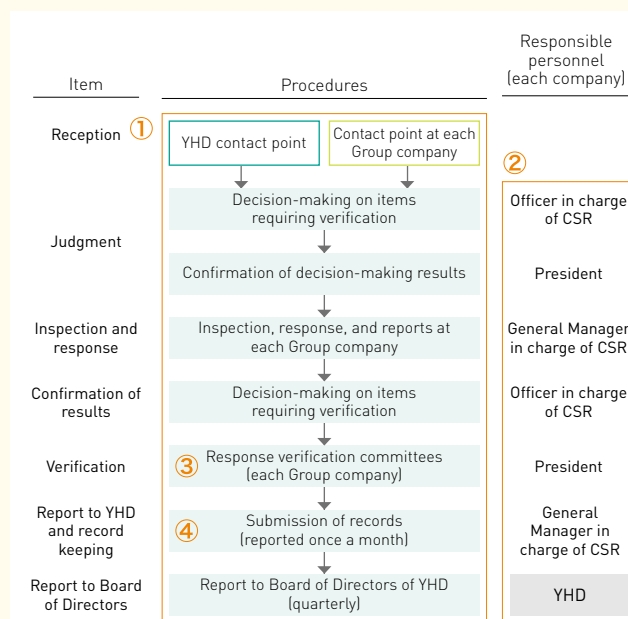 Responsible
personnel
(each company)
Item
Procedures
Reception
①
YHD contact point
Contact point at each
Group company
②
Decision-making on items
requiring verification
Officer in charge
of CSR
Judgment
Confirmation of decision-making results
President
Inspection and
response
Inspection, response, and reports at
each Group company
General Manager
in charge of CSR
Confirmation of
results
Decision-making on items
requiring verification
Officer in charge
of CSR
Verification
③
Response verification committees
(each Group company)
President
Report to YHD
and record
keeping
④
Submission of records
(reported once a month)
General
Manager in
charge of CSR
Report to Board
of Directors
Report to Board of Directors of YHD
(quarterly)
YHD